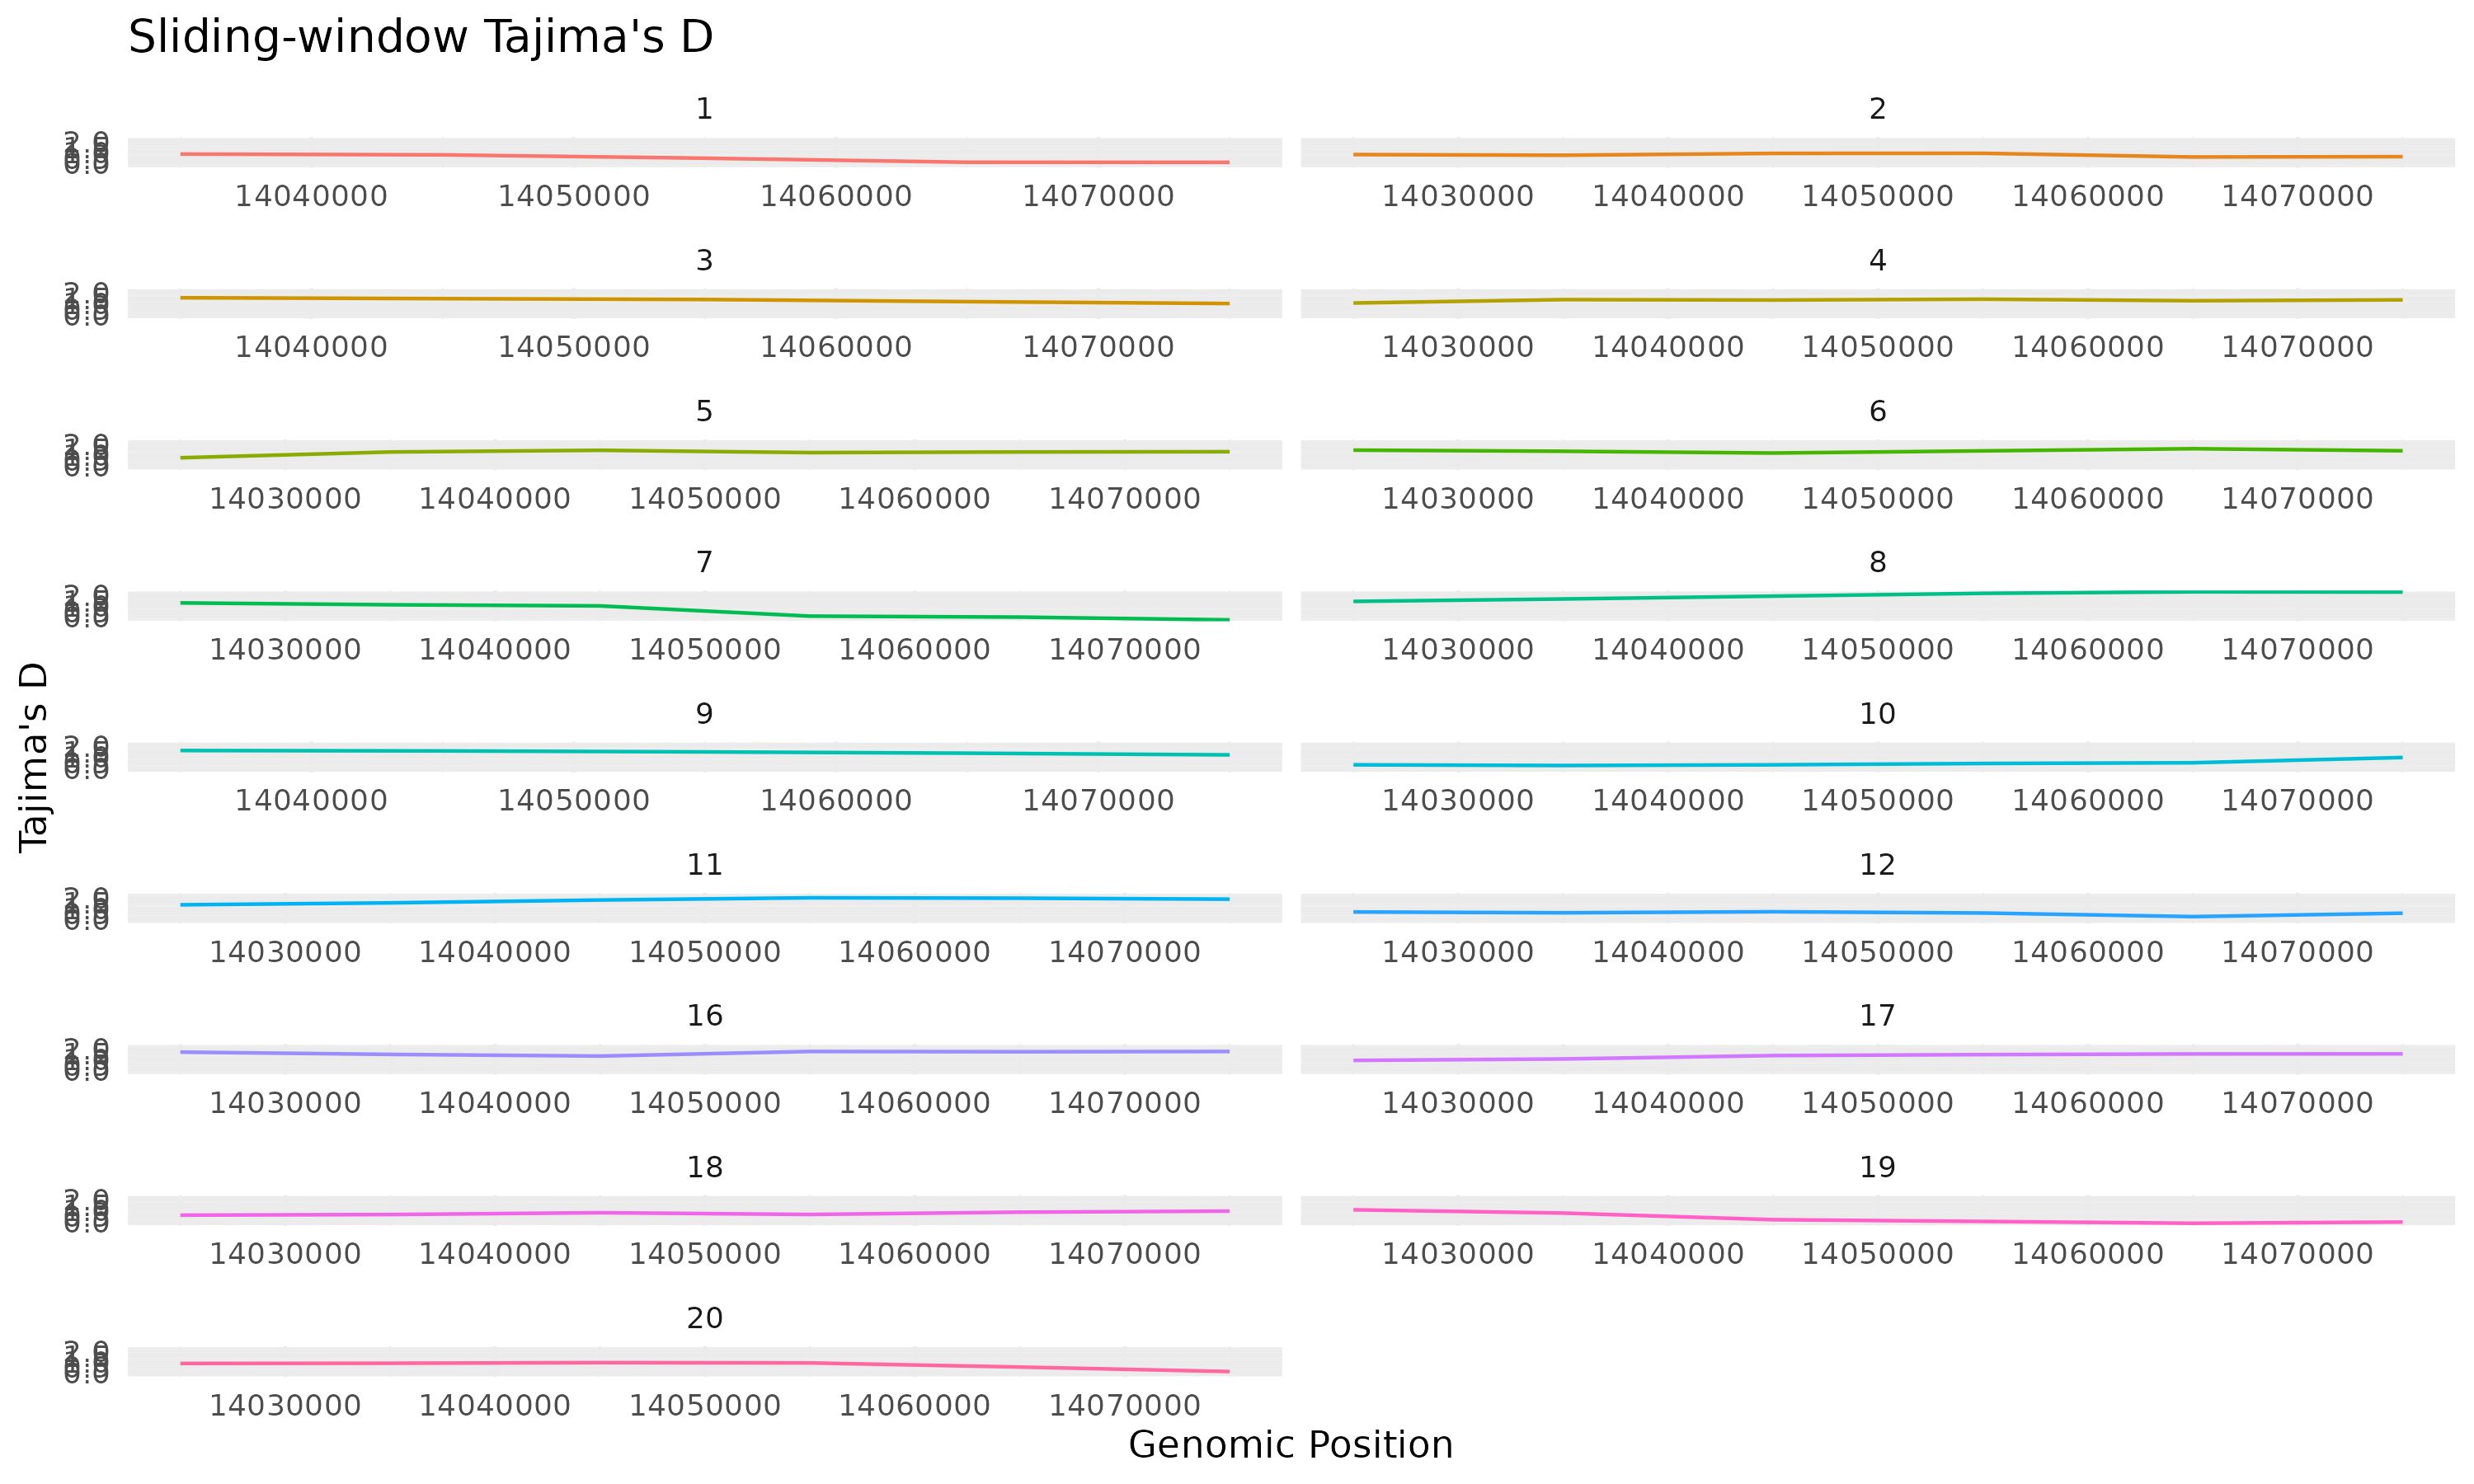 Sliding-window Tajima's D
1 2
14040000 14050000 14060000 14070000 14030000 14040000 14050000 14060000 14070000
3 4
14040000 14050000 14060000 14070000 14030000 14040000 14050000 14060000 14070000
5 6
14030000 14040000 14050000 14060000 14070000 14030000 14040000 14050000 14060000 14070000
7 8
14030000 14040000 14050000 14060000 14070000 14030000 14040000 14050000 14060000 14070000
9 10
14040000 14050000 14060000 14070000 14030000 14040000 14050000 14060000 14070000
11 12
14030000 14040000 14050000 14060000 14070000 14030000 14040000 14050000 14060000 14070000
16 17
14030000 14040000 14050000 14060000 14070000 14030000 14040000 14050000 14060000 14070000
18 19
14030000 14040000 14050000 14060000 14070000 14030000 14040000 14050000 14060000 14070000
20
14030000 14040000 14050000 14060000 14070000
Genomic Position
Tajima's D